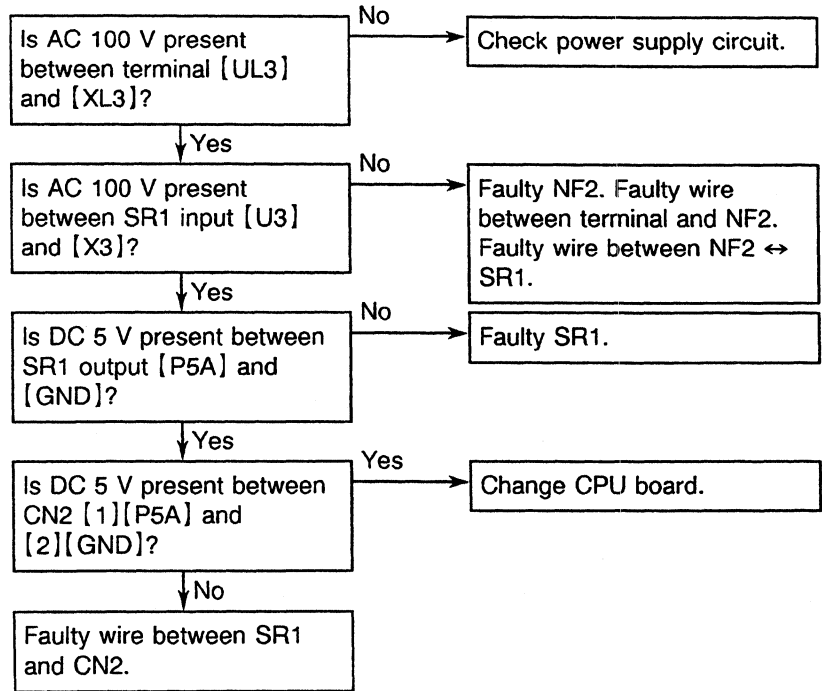 Is AC 100 V present
between terminal [UL3]
and [XL3]?
No
Check power supply circuit.
Yes
Is AC 100 V present
between SR1 input [U3]
and [X3]?
No
Faulty NF2. Faulty wire
between terminal and NF2.
Faulty wire between NF2 ↔
SR1.
Yes
Is DC 5 V present between
SR1 output [P5A] and
[GND]?
No
Faulty SR1.
Yes
Is DC 5 V present between
CN2 [1][P5A] and
[2][GND]?
Yes
Change CPU board.
No
Faulty wire between SR1
and CN2.